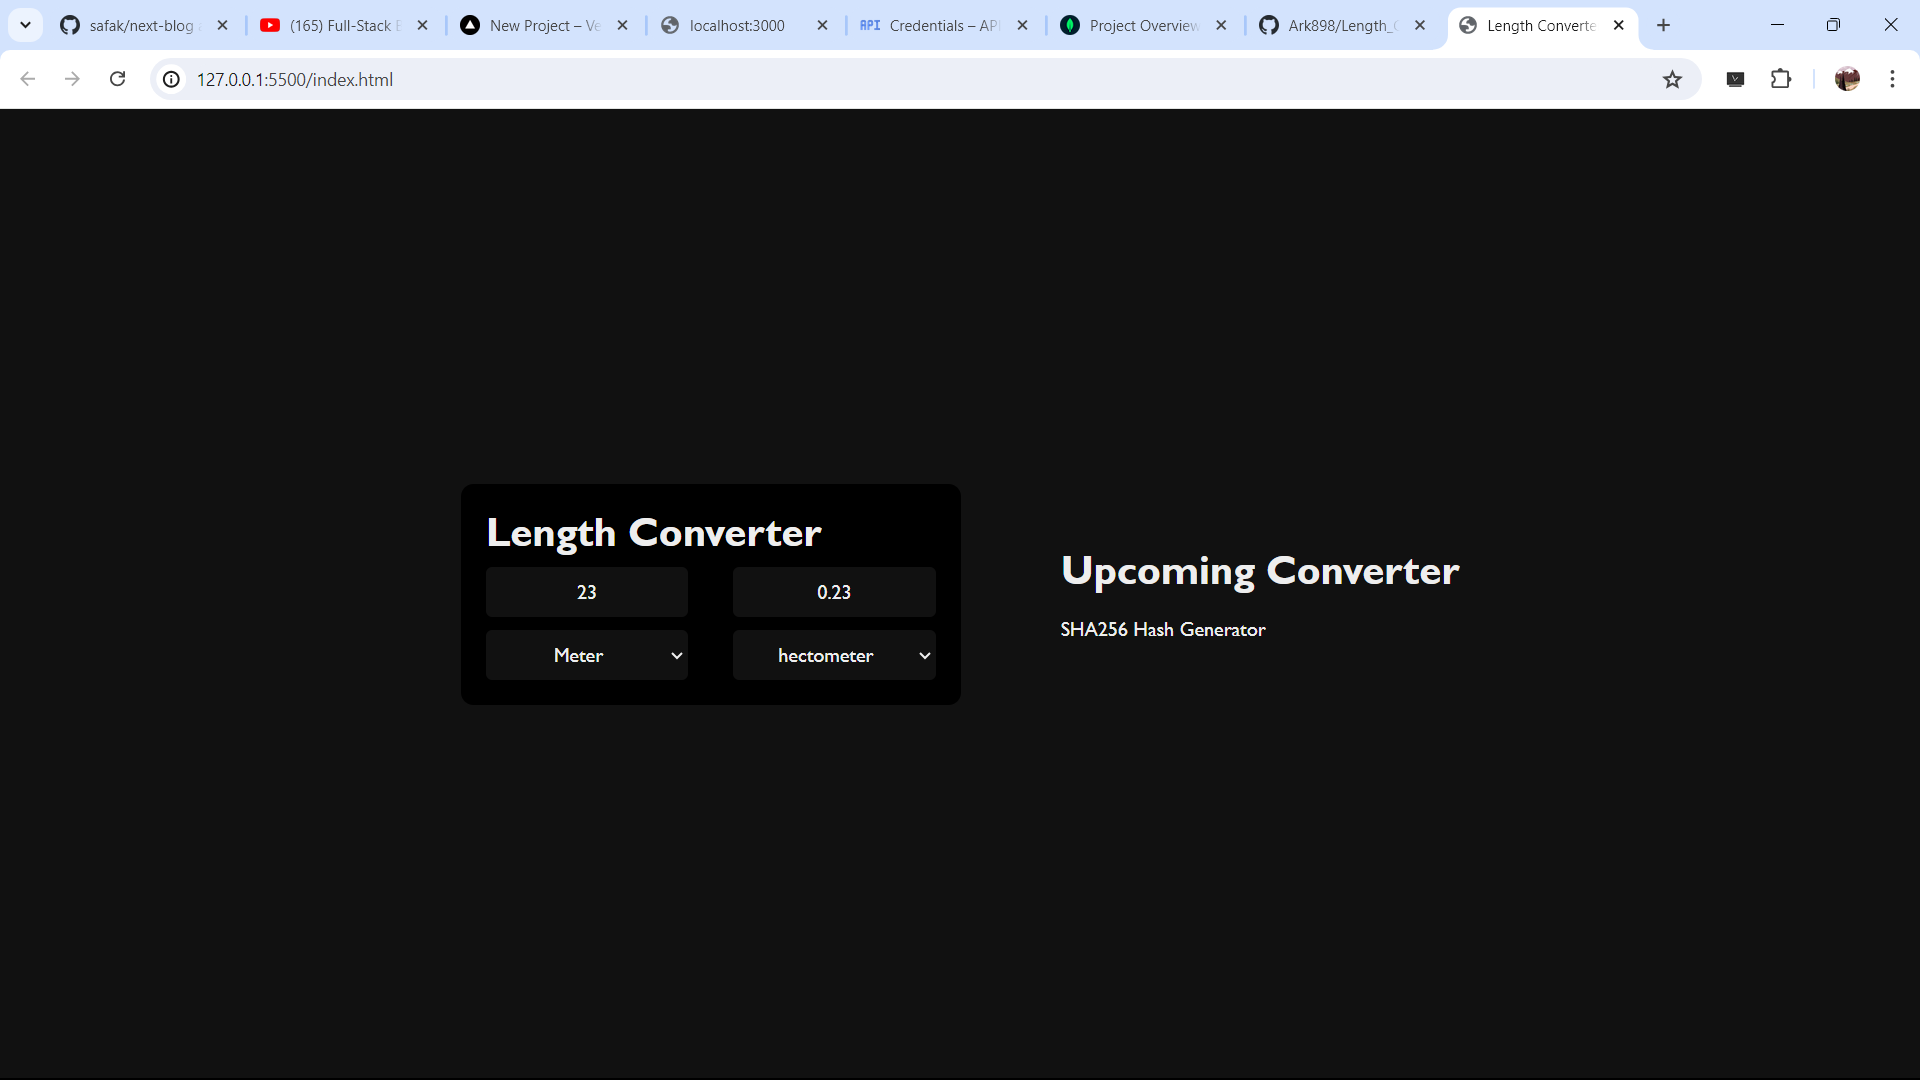 safak/next-blog
(165) Full-Stack
New Project – Ve
localhost:3000
API Credentials – API
Project Overview
Ark898/Length_
Length Converte
127.0.0.1:5500/index.html
Length Converter
23 0.23
Meter hectometer
Upcoming Converter
SHA256 Hash Generator